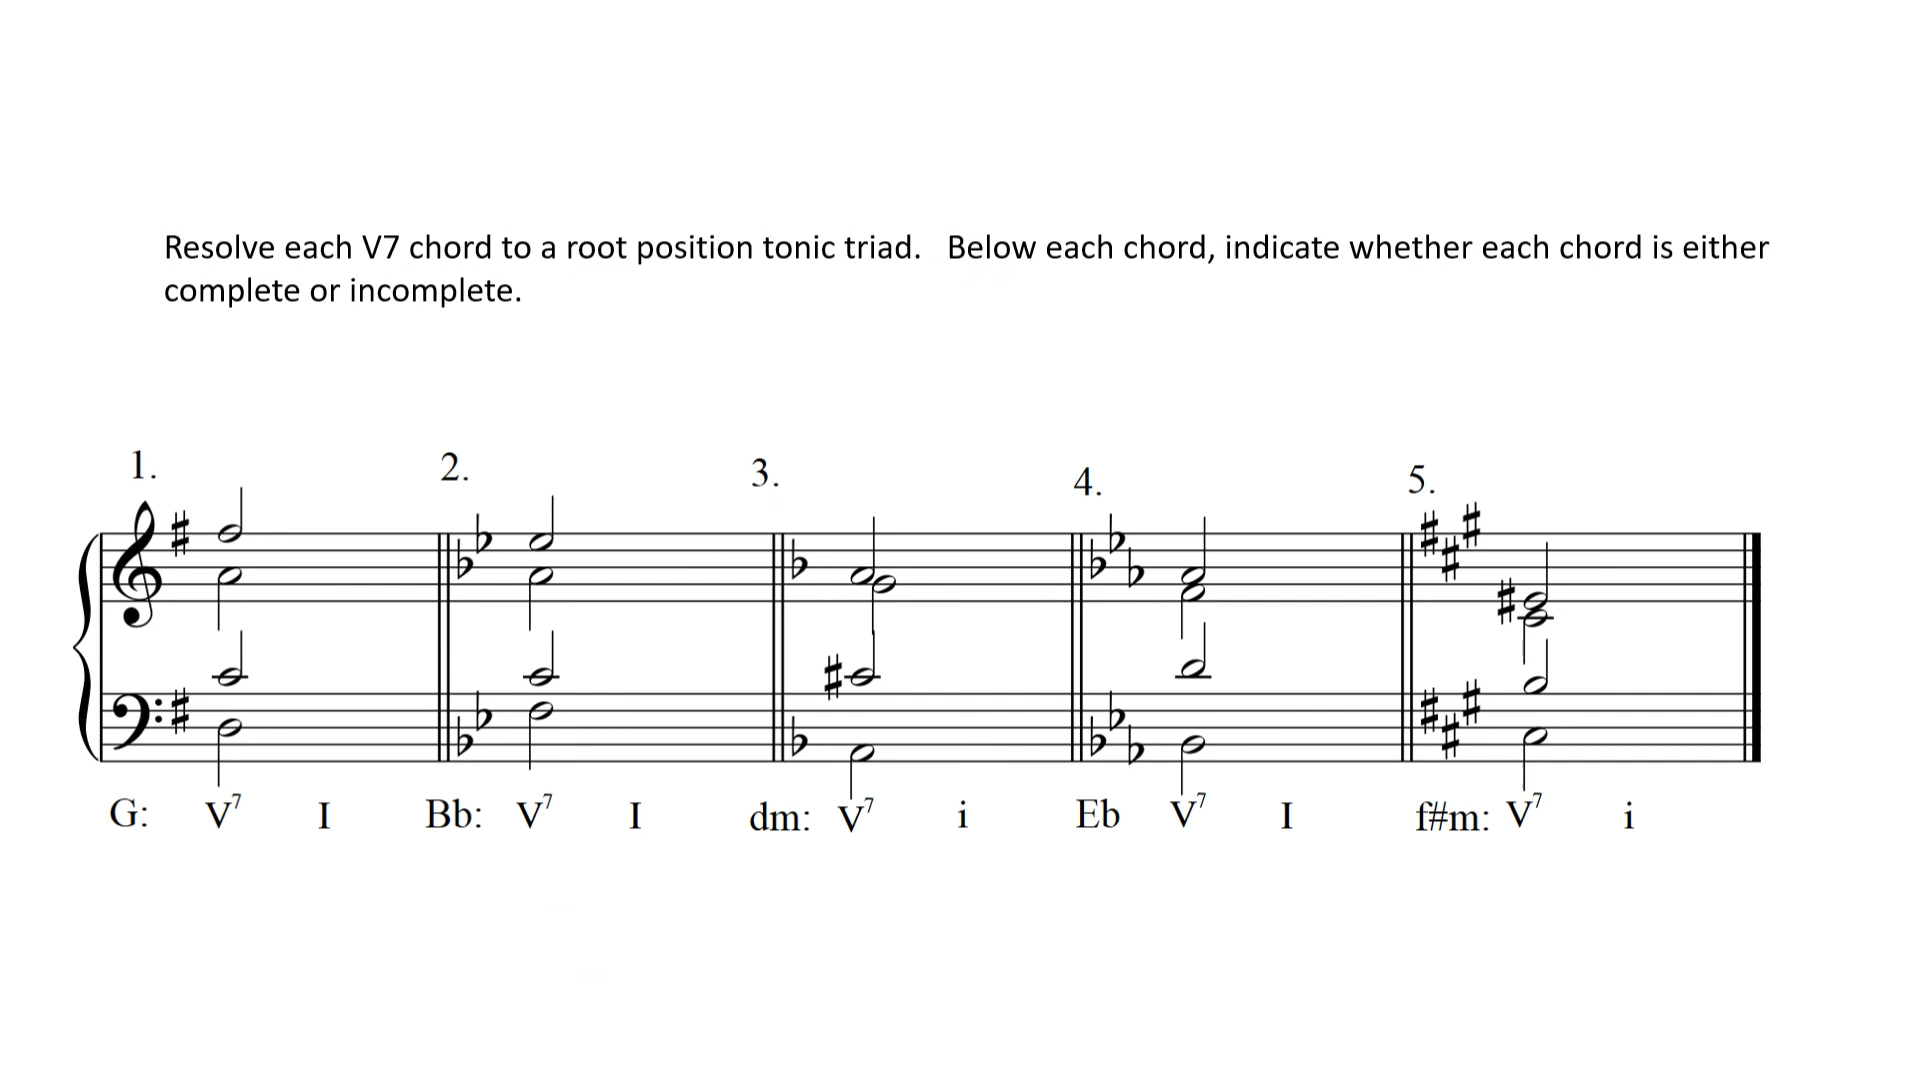 Resolve each V7 chord to a root position tonic triad. Below each chord, indicate whether each chord is either
complete or incomplete.
1. 2. 3. 4. 5.
G: V7 I Bb: V7 I dm: V7 i Eb V7 I f#m: V7 i